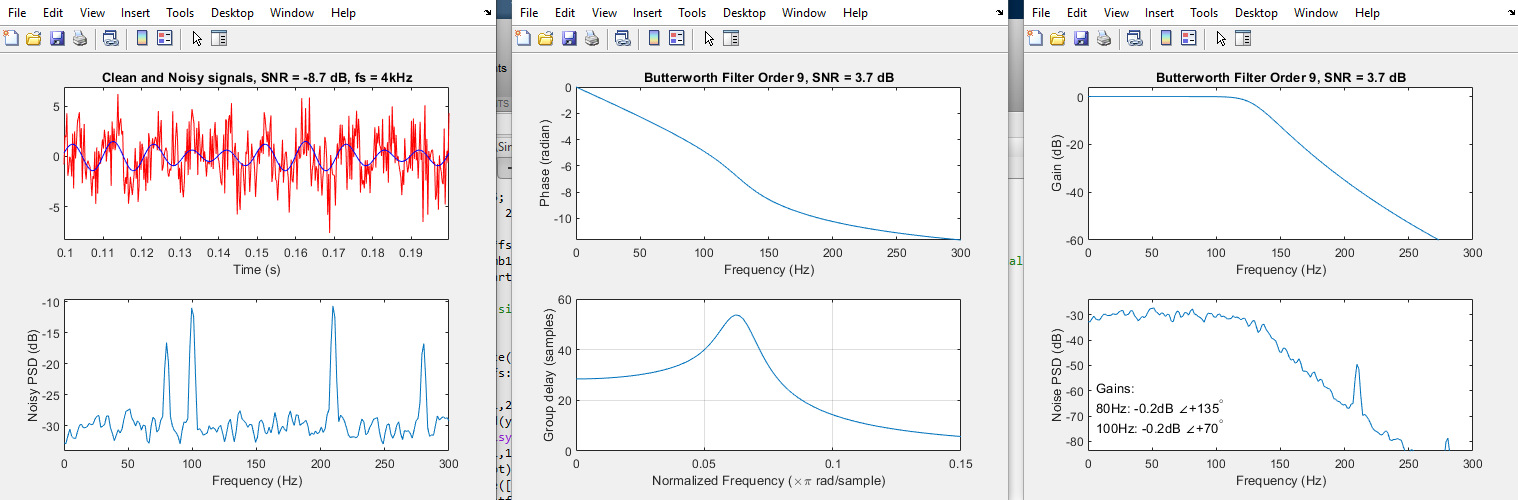 File Edit View Insert Tools Desktop Window Help
Clean and Noisy signals, SNR = -8.7 dB, fs = 4kHz
5
0
-5
0.1 0.11 0.12 0.13 0.14 0.15 0.16 0.17 0.18 0.19
Time (s)
Noisy PSD (dB)
-10
-15
-20
-25
-30
0 50 100 150 200 250 300
Frequency (Hz)
File Edit View Insert Tools Desktop Window Help
Butterworth Filter Order 9, SNR = 3.7 dB
Phase (radian)
0
-2
-4
-6
-8
-10
0 50 100 150 200 250 300
Frequency (Hz)
Group delay (samples)
60
40
20
0
0 0.05 0.1 0.15
Normalized Frequency (×π rad/sample)
File Edit View Insert Tools Desktop Window Help
Butterworth Filter Order 9, SNR = 3.7 dB
Gain (dB)
0
-20
-40
-60
0 50 100 150 200 250 300
Frequency (Hz)
Noise PSD (dB)
-30
-40
-50
-60
-70
-80
Gains:
80Hz: -0.2dB ∠+135°
100Hz: -0.2dB ∠+70°
0 50 100 150 200 250 300
Frequency (Hz)